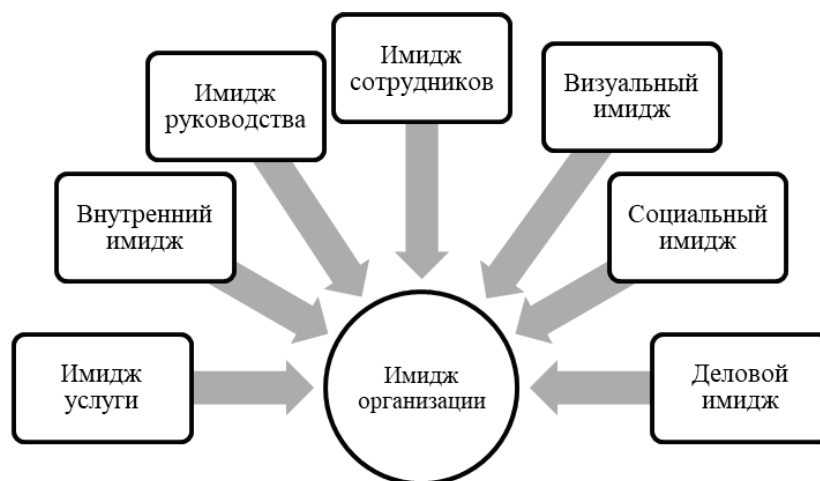 Имидж
сотрудников
Имидж
руководства
Визуальный
имидж
Внутренний
имидж
Социальный
имидж
Имидж
услуги
Имидж
организации
Деловой
имидж